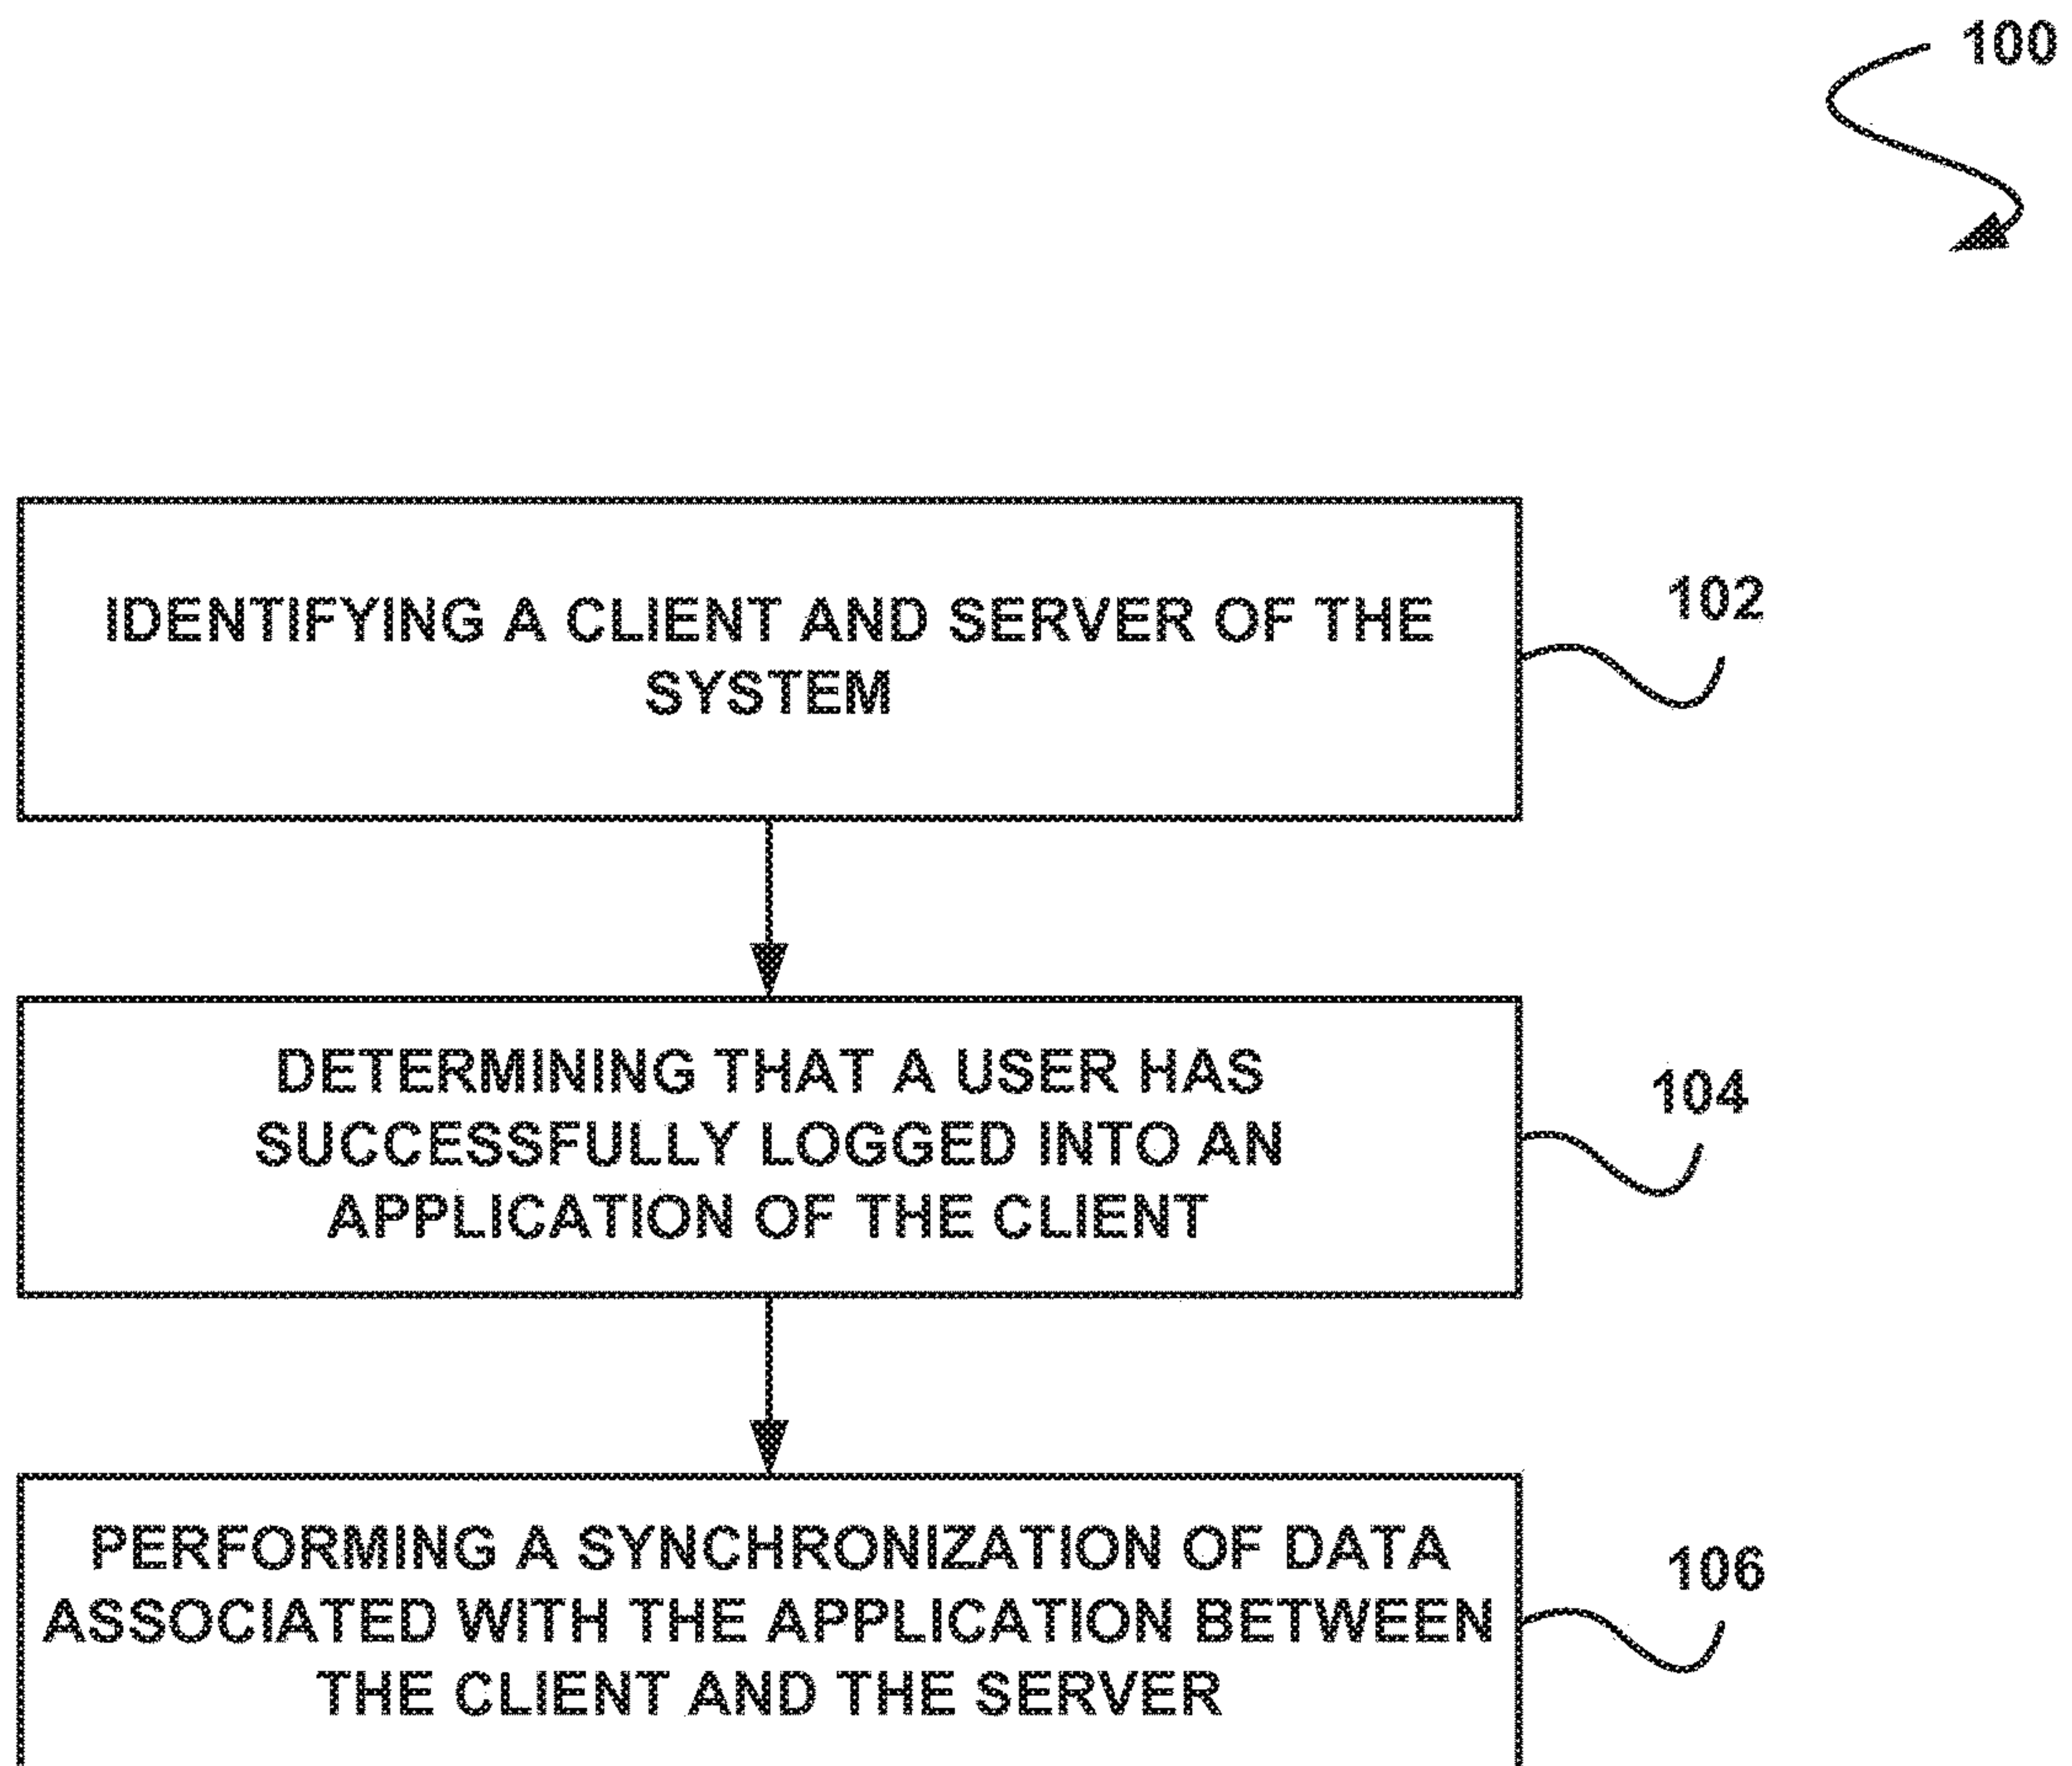 100
IDENTIFYING A CLIENT AND SERVER OF THE
SYSTEM
102
DETERMINING THAT A USER HAS
SUCCESSFULLY LOGGED INTO AN
APPLICATION OF THE CLIENT
104
PERFORMING A SYNCHRONIZATION OF DATA
ASSOCIATED WITH THE APPLICATION BETWEEN
THE CLIENT AND THE SERVER
106